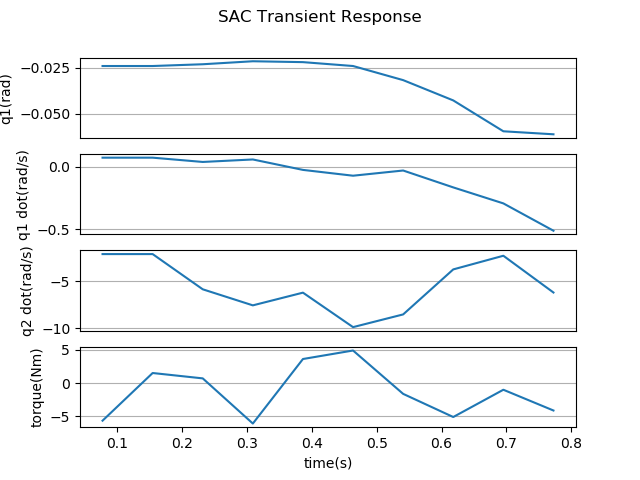 SAC Transient Response
q1(rad)
−0.025
−0.050
q1 dot(rad/s)
0.0
−0.5
q2 dot(rad/s)
−5
−10
torque(Nm)
5
0
−5
0.1 0.2 0.3 0.4 0.5 0.6 0.7 0.8
time(s)